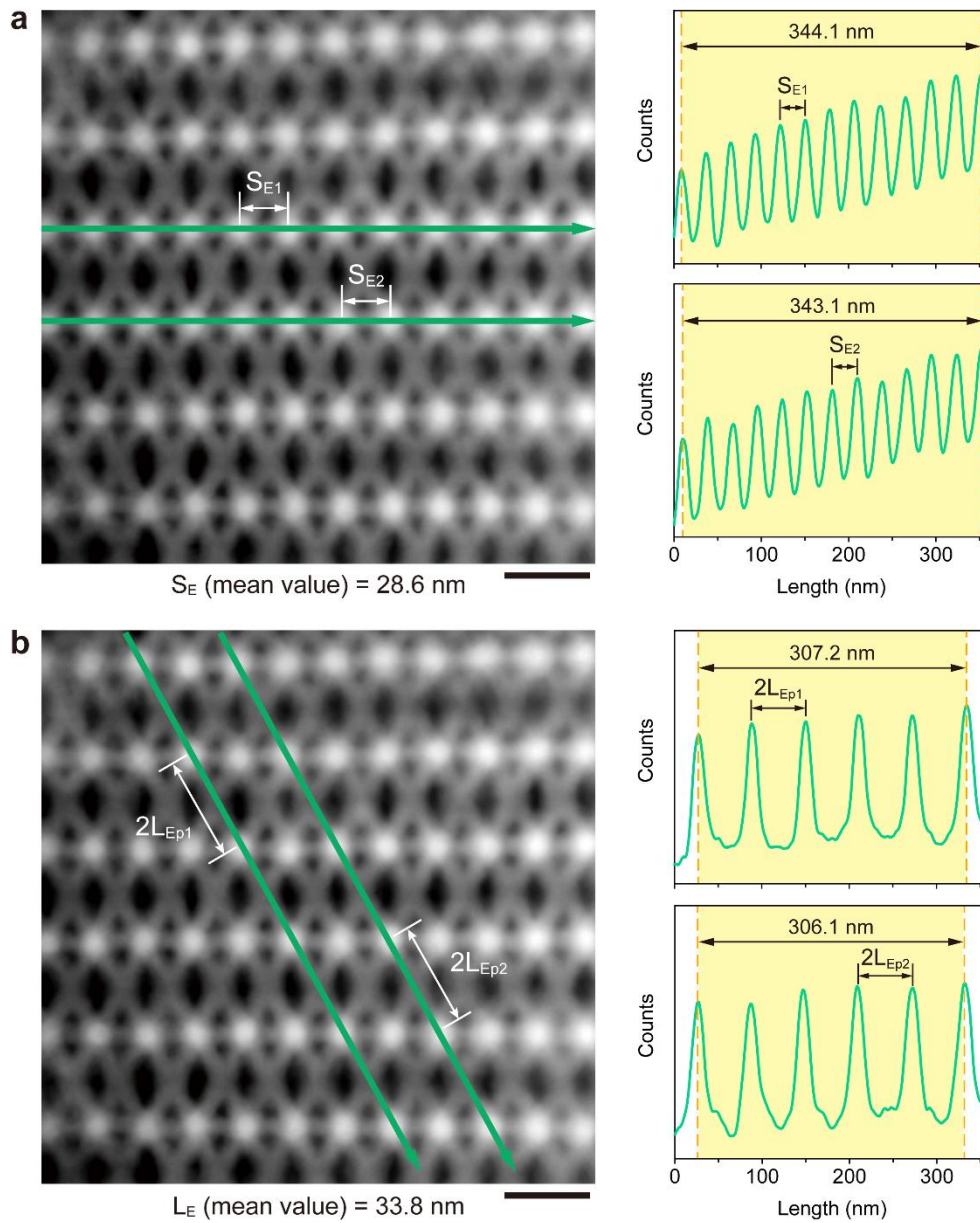 a
S_E1
S_E2
S_E (mean value) = 28.6 nm
344.1 nm
S_E1
Counts
343.1 nm
S_E2
Counts
0 100 200 300
Length (nm)
b
2L_Ep1
2L_Ep2
L_E (mean value) = 33.8 nm
307.2 nm
2L_Ep1
Counts
306.1 nm
2L_Ep2
Counts
0 100 200 300
Length (nm)